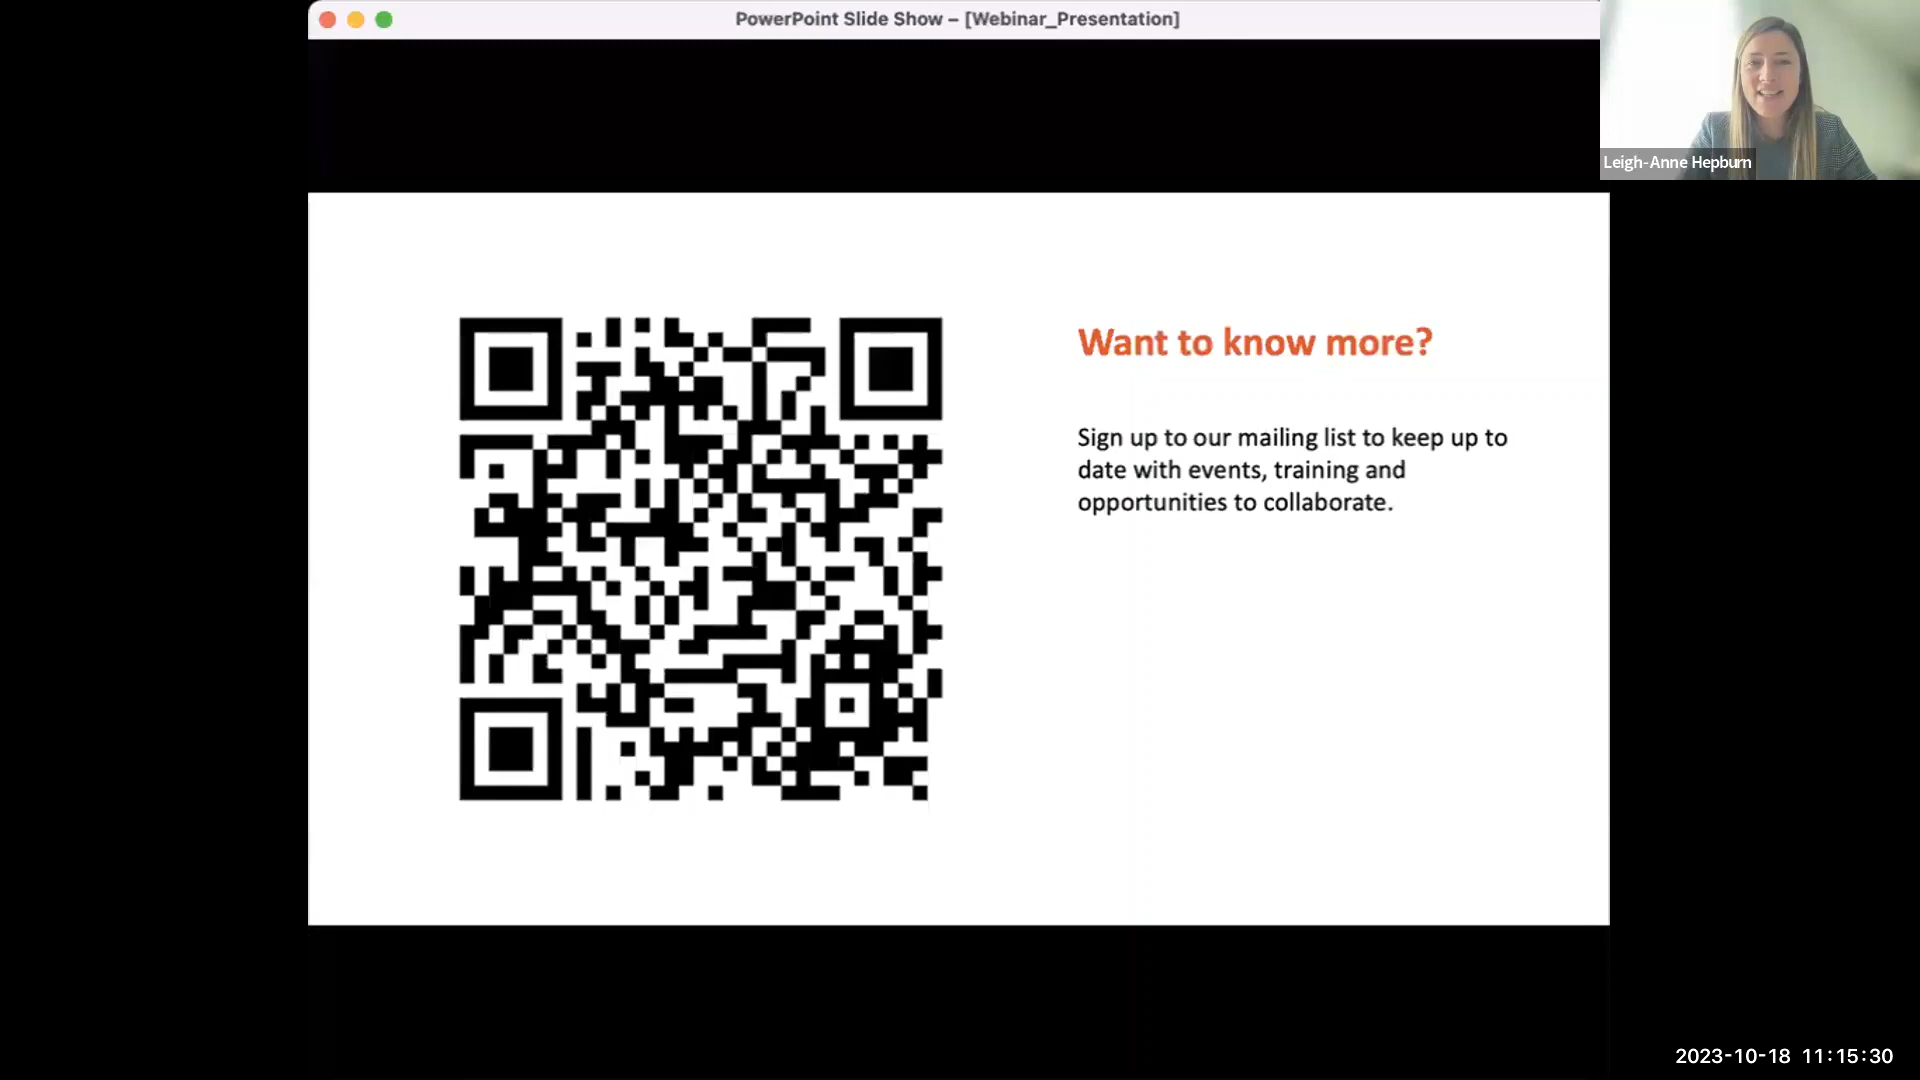 PowerPoint Slide Show – [Webinar_Presentation]
Leigh-Anne Hepburn
Want to know more?
Sign up to our mailing list to keep up to
date with events, training and
opportunities to collaborate.
2023-10-18 11:15:30